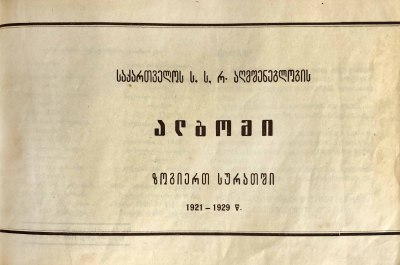 საქართველოს ს. ს. რ. აღმშენებლობის
ალბომი
ზოგიერთ სურათში
1921 – 1929 წ.